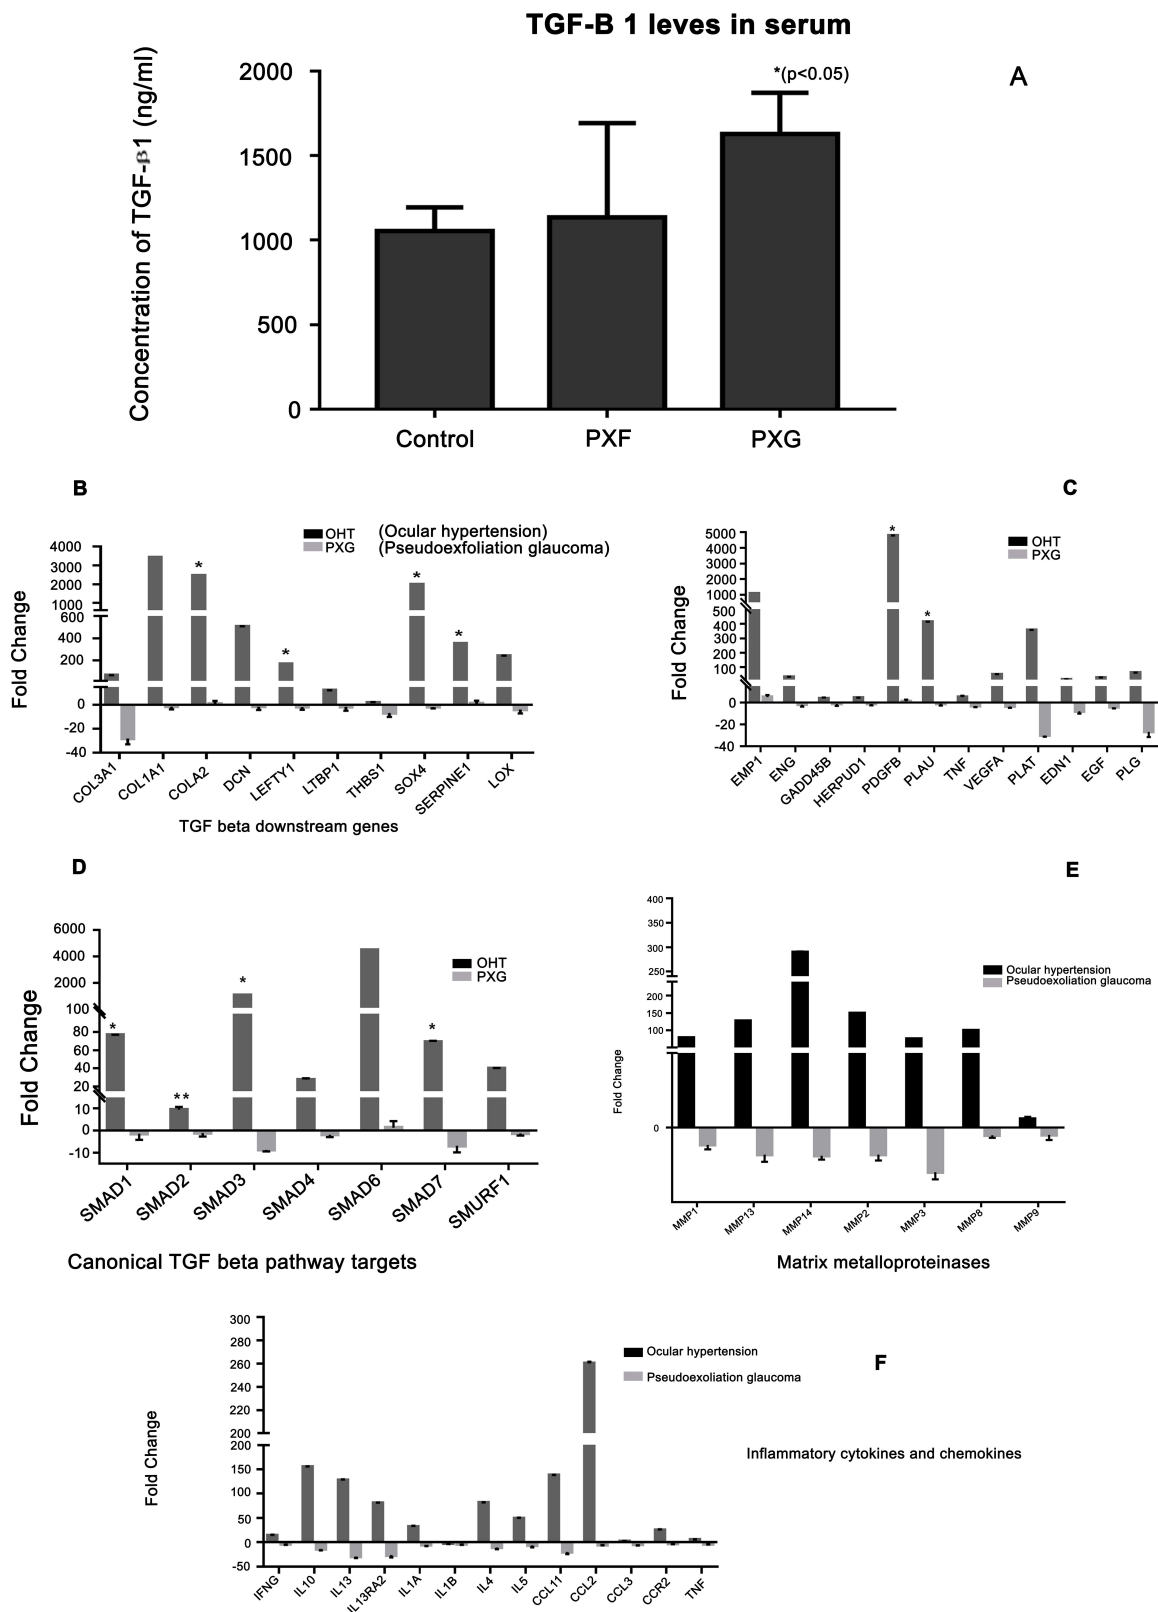 TGF-B 1 leves in serum
A
Concentration of TGF-β1 (ng/ml)
*(p<0.05)
2000
1500
1000
500
0
Control PXF PXG
B
OHT (Ocular hypertension)
PXG (Pseudoexfoliation glaucoma)
Fold Change
4000
3000
2000
1000
600
400
200
0
-20
-40
* * * *
COL3A1 COL1A1 COLA2 DCN LEFTY1 LTBP1 THBS1 SOX4 SERPINE1 LOX
TGF beta downstream genes
C
OHT
PXG
Fold Change
5000
4000
3000
2000
1000
500
400
300
200
100
0
-20
-40
* *
EMP1 ENG GADD45B HERPUD1 PDGFB PLAU TNF VEGFA PLAT EDN1 EGF PLG
D
OHT
PXG
Fold Change
6000
4000
2000
100
80
60
40
20
10
0
-10
* ** * *
SMAD1 SMAD2 SMAD3 SMAD4 SMAD6 SMAD7 SMURF1
Canonical TGF beta pathway targets
E
Ocular hypertension
Pseudoexoliation glaucoma
Fold Change
400
350
300
250
200
150
100
0
MMP1 MMP13 MMP14 MMP2 MMP3 MMP8 MMP9
Matrix metalloproteinases
F
Ocular hypertension
Pseudoexoliation glaucoma
Inflammatory cytokines and chemokines
Fold Change
300
280
260
240
220
200
200
150
100
50
0
-50
IFNG IL10 IL13 IL13RA2 IL1A IL1B IL4 IL5 CCL11 CCL2 CCL3 CCR2 TNF